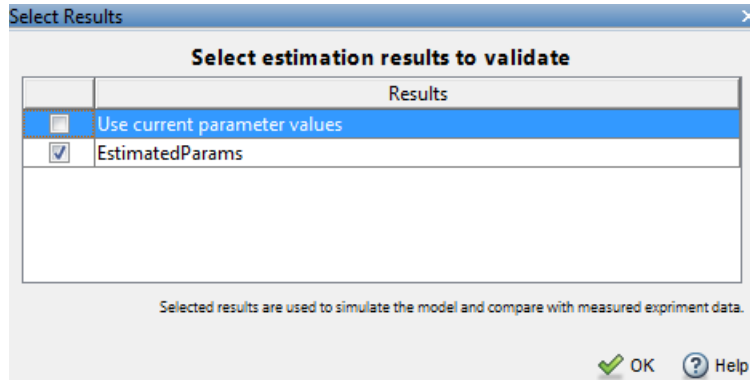 Select Results
Select estimation results to validate
Results
Use current parameter values
EstimatedParams
Selected results are used to simulate the model and compare with measured expriment data.
OK
Help